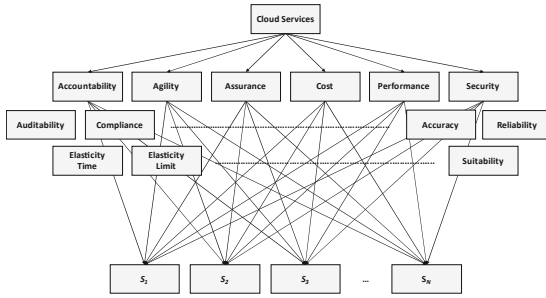 Cloud Services
Accountability
Agility
Assurance
Cost
Performance
Security
Auditability
Compliance
Accuracy
Reliability
Elasticity
Time
Elasticity
Limit
Suitability
S1
S2
S3
...
SN